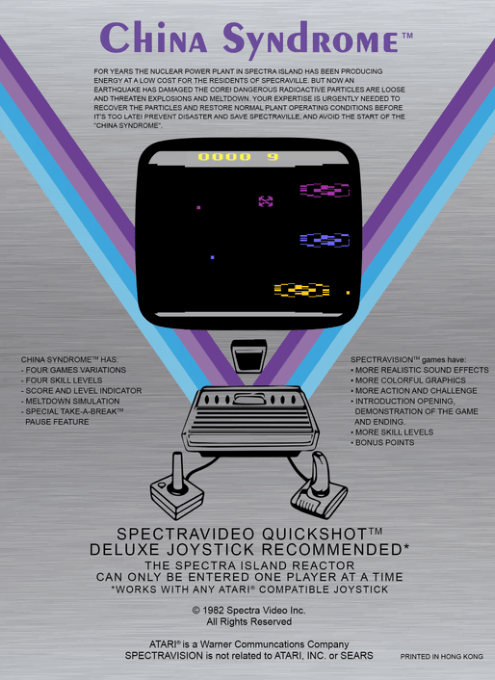 China Syndrome™
FOR YEARS THE NUCLEAR POWER PLANT IN SPECTRA ISLAND HAS BEEN PRODUCING
ENERGY AT A LOW COST FOR THE RESIDENTS OF SPECRAVILLE. BUT NOW AN
EARTHQUAKE HAS DAMAGED THE CORE! DANGEROUS RADIOACTIVE PARTICLES ARE LOOSE
AND THREATEN EXPLOSIONS AND MELTDOWN. YOUR EXPERTISE IS URGENTLY NEEDED TO
RECOVER THE PARTICLES AND RESTORE NORMAL PLANT OPERATING CONDITIONS BEFORE
IT'S TOO LATE! PREVENT DISASTER AND SAVE SPECTRAVILLE, AND AVOID THE START OF THE
"CHINA SYNDROME".
0000 9
CHINA SYNDROME™ HAS:
- FOUR GAMES VARIATIONS
- FOUR SKILL LEVELS
- SCORE AND LEVEL INDICATOR
- MELTDOWN SIMULATION
- SPECIAL TAKE-A-BREAK™
PAUSE FEATURE
SPECTRAVISION™ games have:
• MORE REALISTIC SOUND EFFECTS
• MORE COLORFUL GRAPHICS
• MORE ACTION AND CHALLENGE
• INTRODUCTION OPENING,
DEMONSTRATION OF THE GAME
AND ENDING.
• MORE SKILL LEVELS
• BONUS POINTS
SPECTRAVIDEO QUICKSHOT™
DELUXE JOYSTICK RECOMMENDED*
THE SPECTRA ISLAND REACTOR
CAN ONLY BE ENTERED ONE PLAYER AT A TIME
*WORKS WITH ANY ATARI® COMPATIBLE JOYSTICK
© 1982 Spectra Video Inc.
All Rights Reserved
ATARI® is a Warner Communcations Company
SPECTRAVISION is not related to ATARI, INC. or SEARS
PRINTED IN HONG KONG